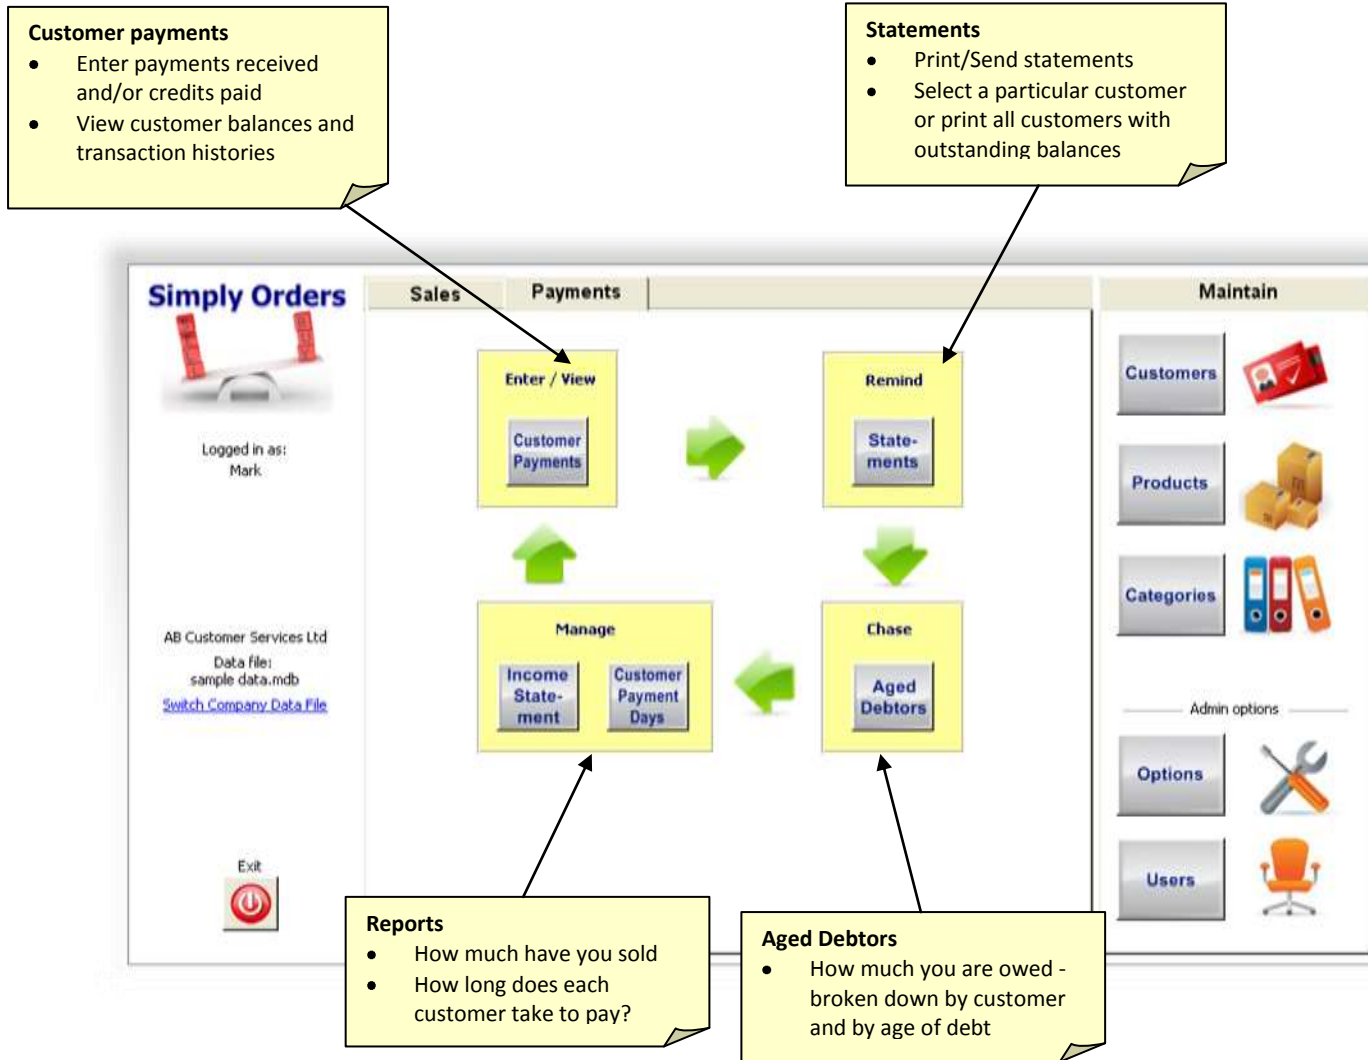 Customer payments
• Enter payments received
and/or credits paid
• View customer balances and
transaction histories
Statements
• Print/Send statements
• Select a particular customer
or print all customers with
outstanding balances
Simply Orders
Logged in as:
Mark
AB Customer Services Ltd
Data file:
sample data.mdb
Switch Company Data File
Exit
Sales
Payments
Enter / View
Customer
Payments
Remind
State-
ments
Manage
Income
State-
ment
Customer
Payment
Days
Chase
Aged
Debtors
Maintain
Customers
Products
Categories
Admin options
Options
Users
Reports
• How much have you sold
• How long does each
customer take to pay?
Aged Debtors
• How much you are owed -
broken down by customer
and by age of debt